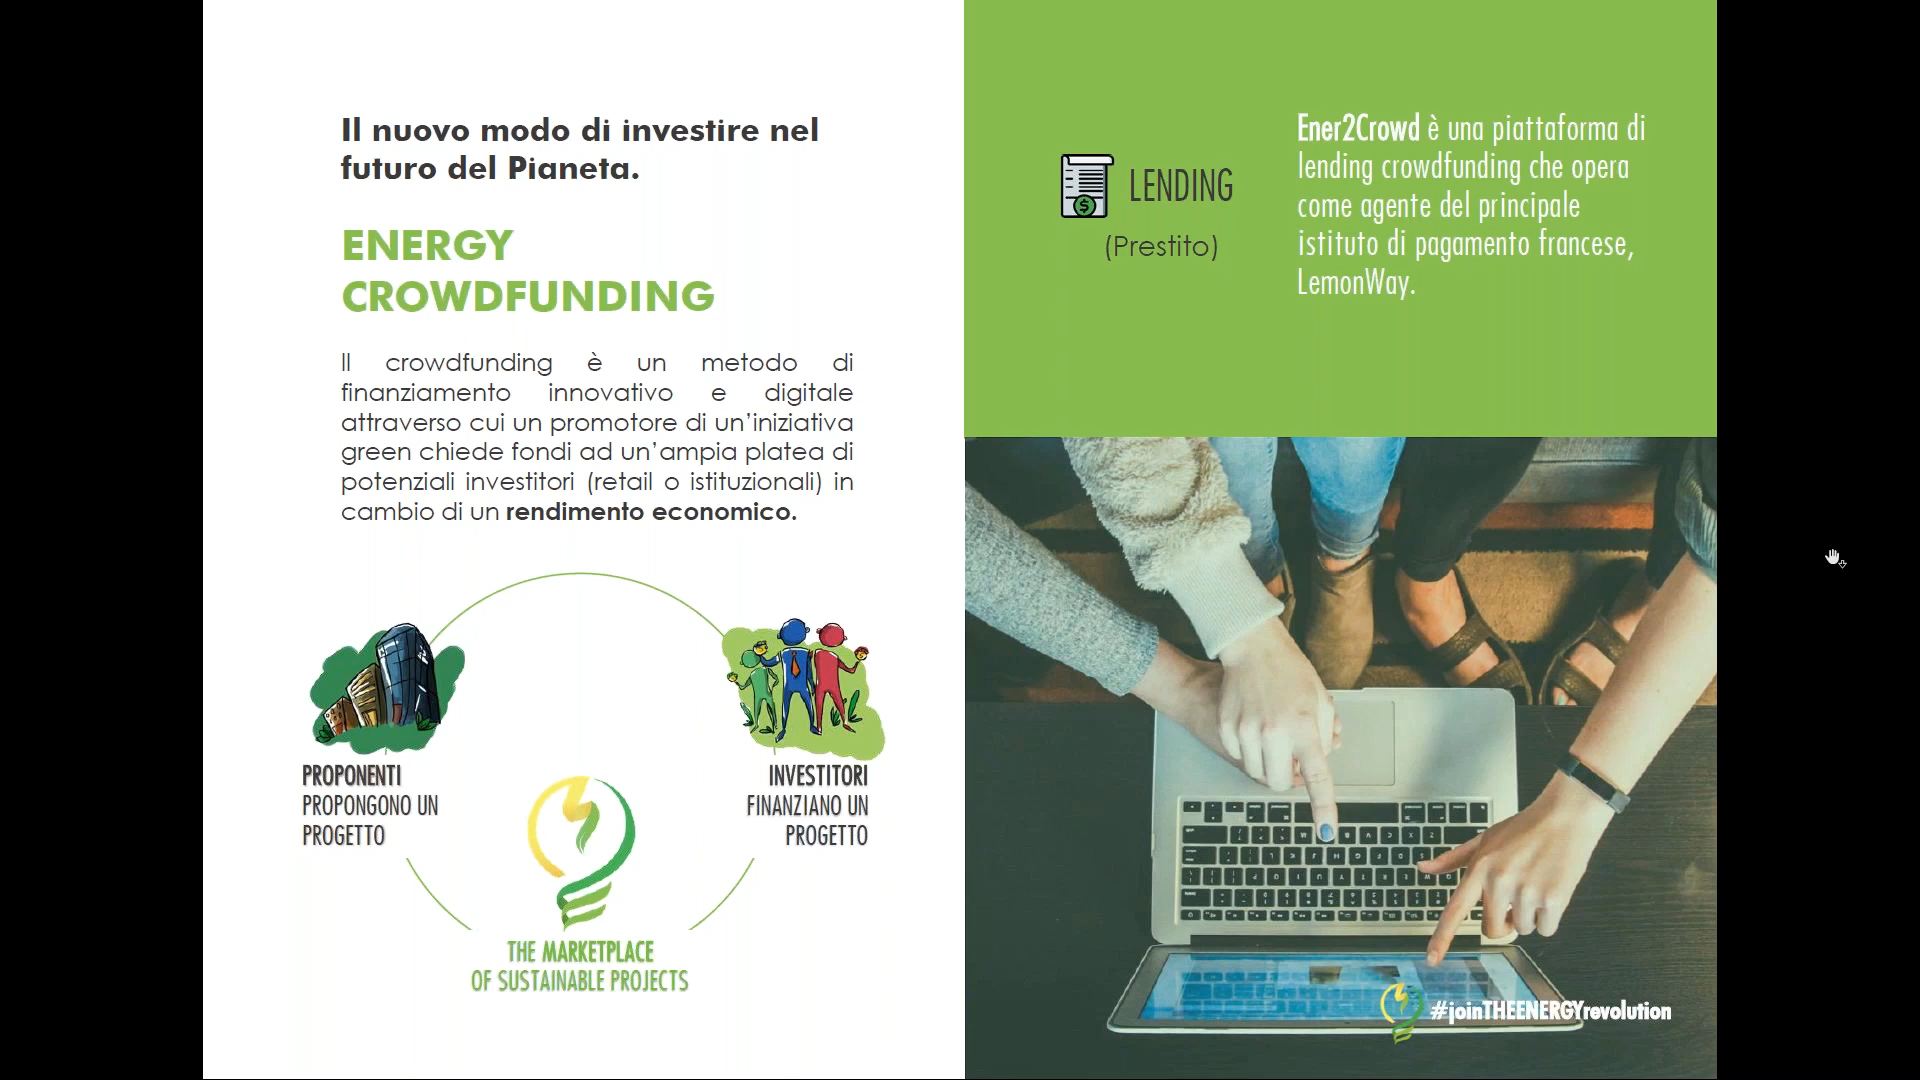 Il nuovo modo di investire nel
futuro del Pianeta.
ENERGY
CROWDFUNDING
Il crowdfunding è un metodo di
finanziamento innovativo e digitale
attraverso cui un promotore di un'iniziativa
green chiede fondi ad un'ampia platea di
potenziali investitori (retail o istituzionali) in
cambio di un rendimento economico.
PROPONENTI
PROPONGONO UN
PROGETTO
INVESTITORI
FINANZIANO UN
PROGETTO
THE MARKETPLACE
OF SUSTAINABLE PROJECTS
LENDING
(Prestito)
Ener2Crowd è una piattaforma di
lending crowdfunding che opera
come agente del principale
istituto di pagamento francese,
LemonWay.
#joinTHEENERGYrevolution